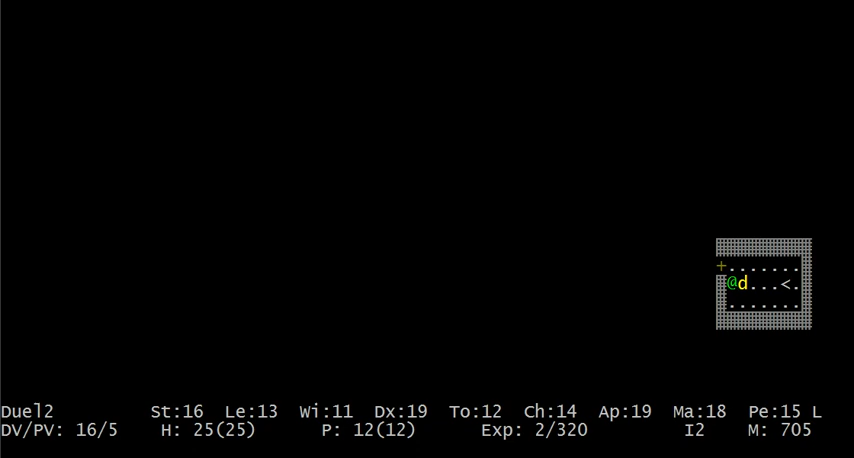 +.......
@d...<.
.......
Duel2 St:16 Le:13 Wi:11 Dx:19 To:12 Ch:14 Ap:19 Ma:18 Pe:15 L
DV/PV: 16/5 H: 25(25) P: 12(12) Exp: 2/320 I2 M: 705